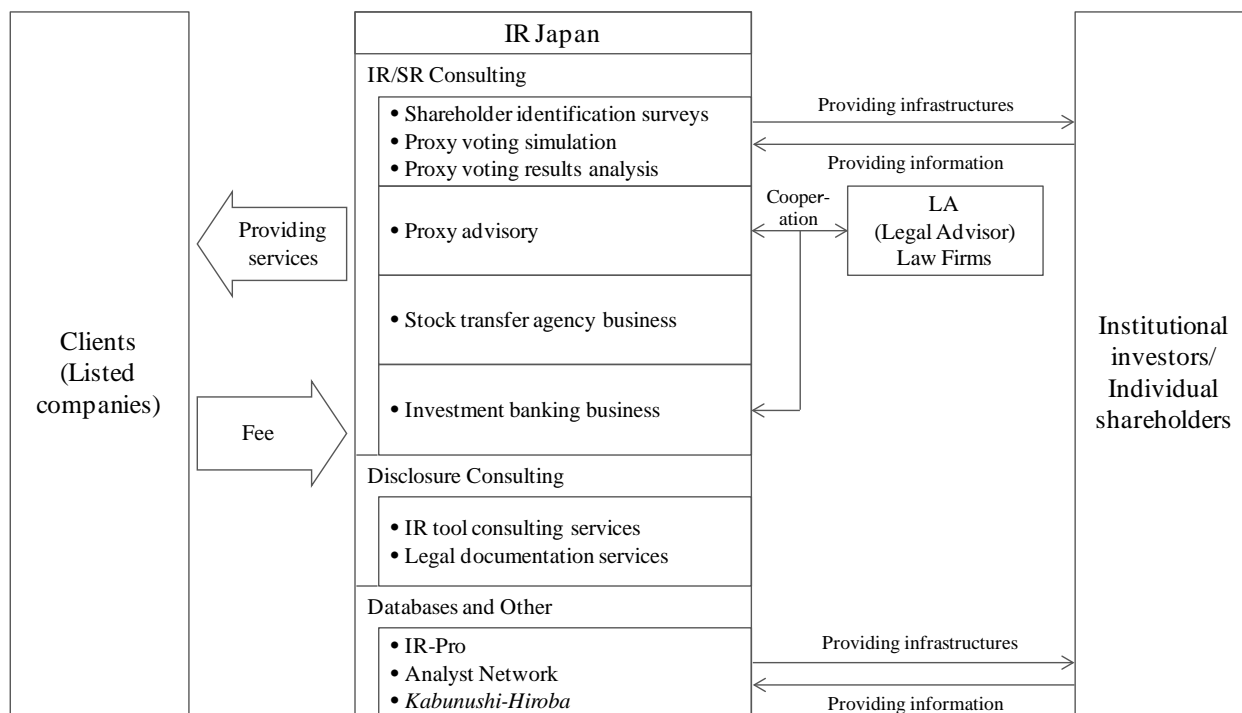 IR Japan
IR/SR Consulting
• Shareholder identification surveys
• Proxy voting simulation
• Proxy voting results analysis
• Proxy advisory
• Stock transfer agency business
• Investment banking business
Disclosure Consulting
• IR tool consulting services
• Legal documentation services
Databases and Other
• IR-Pro
• Analyst Network
• Kabunushi-Hiroba
Providing
services
Fee
Clients
(Listed
companies)
Providing infrastructures
Providing information
Cooper-
ation
LA
(Legal Advisor)
Law Firms
Institutional
investors/
Individual
shareholders
Providing infrastructures
Providing information